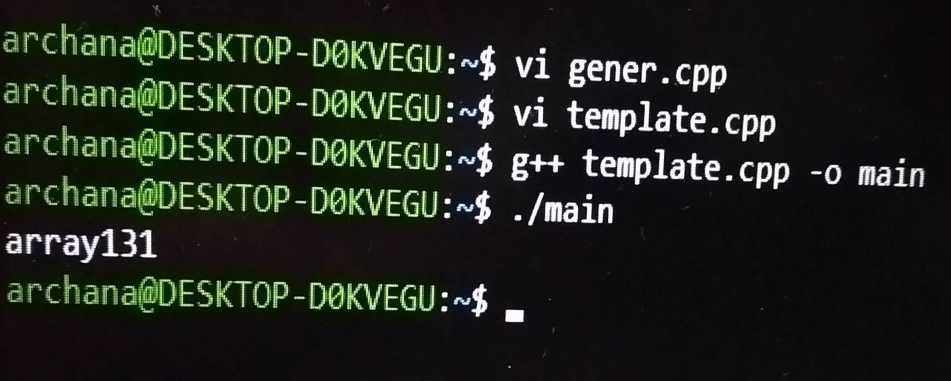 archana@DESKTOP-D0KVEGU:~$ vi gener.cpp
archana@DESKTOP-D0KVEGU:~$ vi template.cpp
archana@DESKTOP-D0KVEGU:~$ g++ template.cpp -o main
archana@DESKTOP-D0KVEGU:~$ ./main
array131
archana@DESKTOP-D0KVEGU:~$